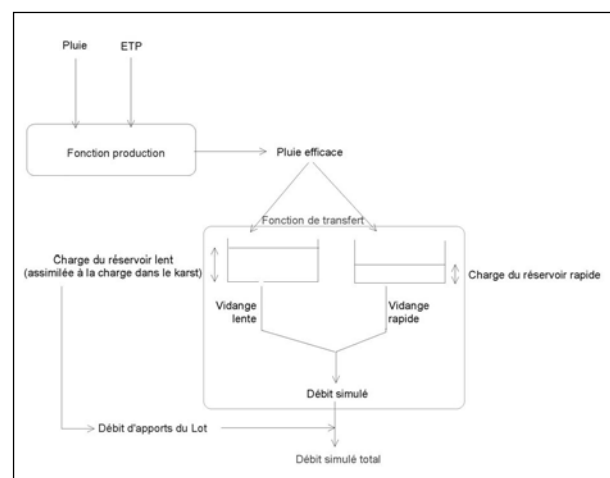 Pluie
ETP
Fonction production
Pluie efficace
Fonction de transfert
Charge du réservoir lent
(assimilée à la charge dans le karst)
Charge du réservoir rapide
Vidange
lente
Vidange
rapide
Débit simulé
Débit d'apports du Lot
Débit simulé total